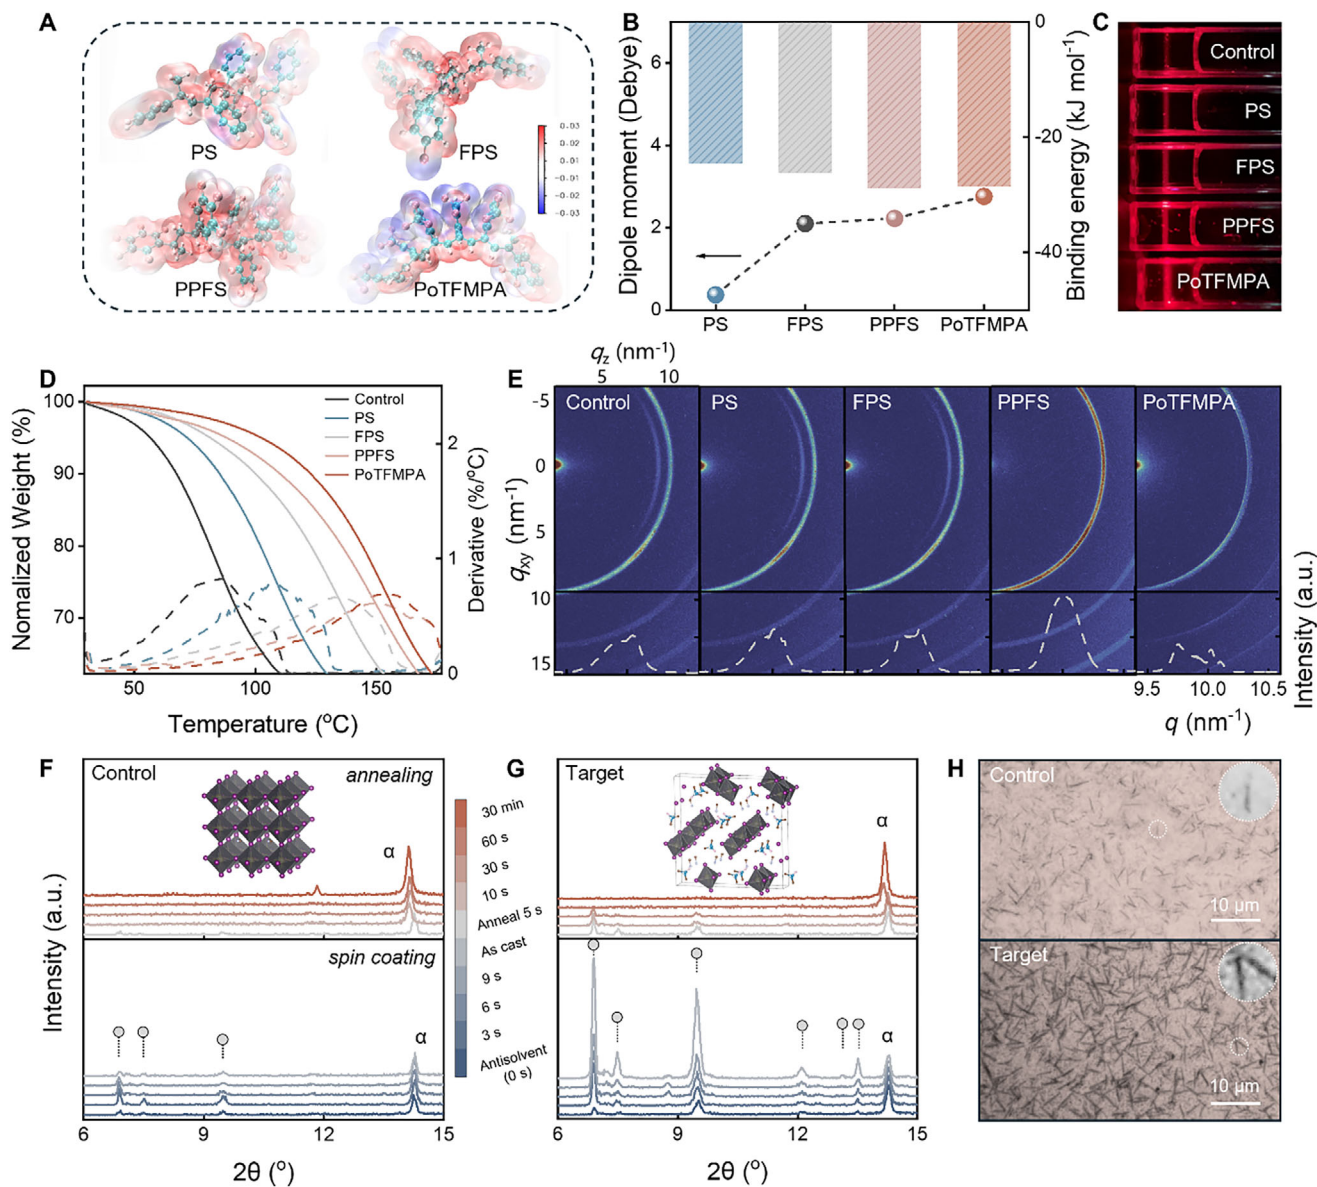 A
PS
FPS
PPFS
PoTFMPA
0.03
0.02
0.01
0.00
-0.01
-0.02
-0.03
B
Dipole moment (Debye)
6
4
2
0
PS
FPS
PPFS
PoTFMPA
0
-20
-40
Binding energy (kJ mol⁻¹)
C
Control
PS
FPS
PPFS
PoTFMPA
D
Normalized Weight (%)
100
90
80
70
Control
PS
FPS
PPFS
PoTFMPA
2
1
0
Derivative (%/ºC)
50
100
150
Temperature (ºC)
qz (nm⁻¹)
5
10
E
-5
0
5
10
15
qxy (nm⁻¹)
Control
PS
FPS
PPFS
PoTFMPA
Intensity (a.u.)
9.5
10.0
10.5
q (nm⁻¹)
F
Control
annealing
α
spin coating
α
Intensity (a.u.)
6
9
12
15
2θ (º)
30 min
60 s
30 s
10 s
Anneal 5 s
As cast
9 s
6 s
3 s
Antisolvent
(0 s)
G
Target
α
α
6
9
12
15
2θ (º)
H
Control
10 µm
Target
10 µm